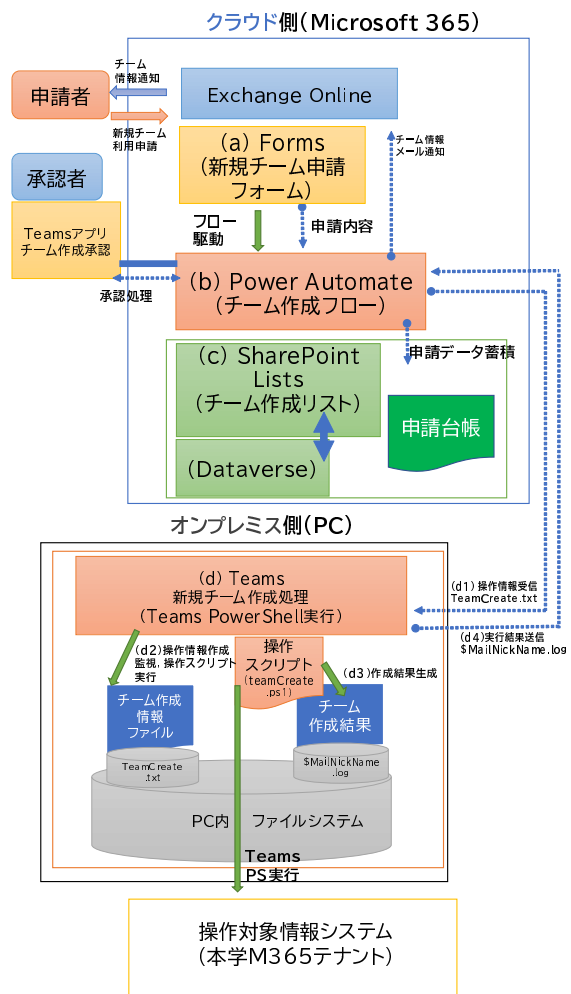 クラウド側(Microsoft 365)
チーム
情報通知
申請者
Exchange Online
新規チーム
利用申請
(a) Forms
(新規チーム申請
フォーム)
チーム情報
メール通知
承認者
Teamsアプリ
チーム作成承認
フロー
駆動
申請内容
承認処理
(b) Power Automate
(チーム作成フロー)
申請データ蓄積
(c) SharePoint
Lists
(チーム作成リスト)
申請台帳
(Dataverse)
オンプレミス側(PC)
(d) Teams
新規チーム作成処理
(Teams PowerShell実行)
(d1) 操作情報受信
TeamCreate.txt
(d4)実行結果送信
$MailNickName.log
(d2)操作情報作成
監視, 操作スクリプト
実行
操作
スクリプト
(teamCreate
.ps1)
(d3)作成結果生成
チーム作成
情報
ファイル
チーム
作成結果
TeamCreate
.txt
$MailNickName
.log
PC内 ファイルシステム
Teams
PS実行
操作対象情報システム
(本学M365テナント)